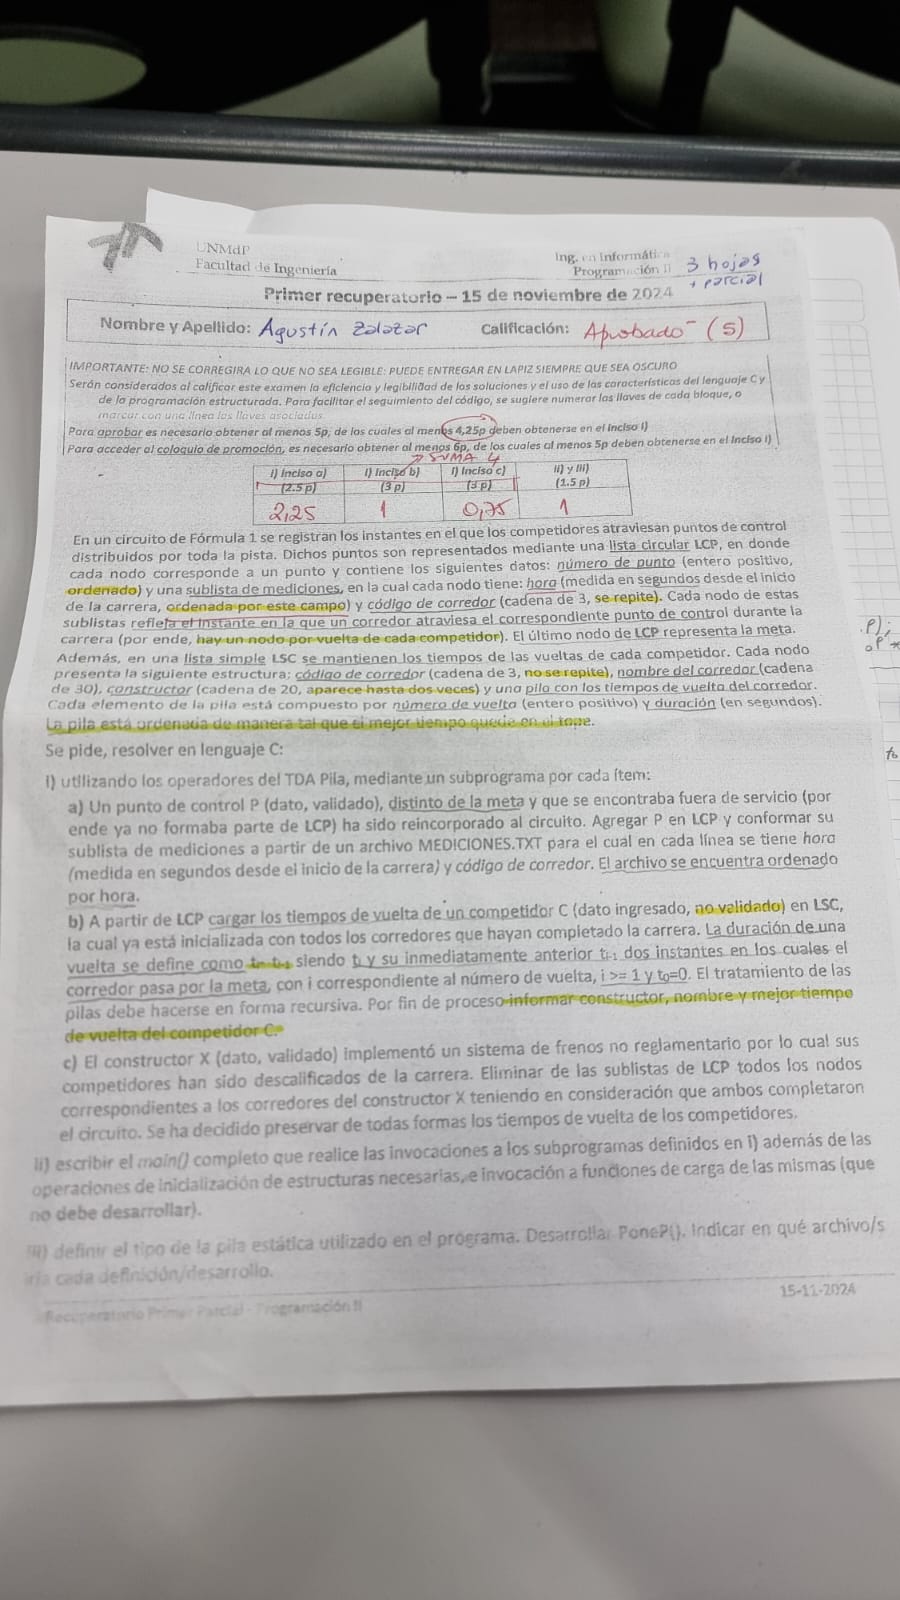 UNMdP
Facultad de Ingeniería
Ing. en Informática
Programación II
3 hojas
+ parcial
Primer recuperatorio – 15 de noviembre de 2024
Nombre y Apellido: Agustín Zalazar Calificación: Aprobado⁻ (5)
IMPORTANTE: NO SE CORREGIRA LO QUE NO SEA LEGIBLE: PUEDE ENTREGAR EN LAPIZ SIEMPRE QUE SEA OSCURO
Serán considerados al calificar este examen la eficiencia y legibilidad de las soluciones y el uso de las características del lenguaje C y
de la programación estructurada. Para facilitar el seguimiento del código, se sugiere numerar las llaves de cada bloque, o
marcar con una línea las llaves asociadas
Para aprobar es necesario obtener al menos 5p, de los cuales al menos 4,25p deben obtenerse en el Inciso I)
Para acceder al coloquio de promoción, es necesario obtener al menos 6p, de los cuales al menos 5p deben obtenerse en el Inciso I)
SUMA 4
I) Inciso a) I) Inciso b) I) Inciso c) II) y III)
(2.5 p) (3 p) (3 p) (1.5 p)
2,25 1 0,75 1
En un circuito de Fórmula 1 se registran los instantes en el que los competidores atraviesan puntos de control
distribuidos por toda la pista. Dichos puntos son representados mediante una lista circular LCP, en donde
cada nodo corresponde a un punto y contiene los siguientes datos: número de punto (entero positivo,
ordenado) y una sublista de mediciones, en la cual cada nodo tiene: hora (medida en segundos desde el inicio
de la carrera, ordenada por este campo) y código de corredor (cadena de 3, se repite). Cada nodo de estas
sublistas refleja el instante en la que un corredor atraviesa el correspondiente punto de control durante la
carrera (por ende, hay un nodo por vuelta de cada competidor). El último nodo de LCP representa la meta.
Además, en una lista simple LSC se mantienen los tiempos de las vueltas de cada competidor. Cada nodo
presenta la siguiente estructura: código de corredor (cadena de 3, no se repite), nombre del corredor (cadena
de 30), constructor (cadena de 20, aparece hasta dos veces) y una pila con los tiempos de vuelta del corredor.
Cada elemento de la pila está compuesto por número de vuelta (entero positivo) y duración (en segundos).
La pila está ordenada de manera tal que el mejor tiempo quede en el tope.
Se pide, resolver en lenguaje C:
I) utilizando los operadores del TDA Pila, mediante un subprograma por cada ítem:
a) Un punto de control P (dato, validado), distinto de la meta y que se encontraba fuera de servicio (por
ende ya no formaba parte de LCP) ha sido reincorporado al circuito. Agregar P en LCP y conformar su
sublista de mediciones a partir de un archivo MEDICIONES.TXT para el cual en cada línea se tiene hora
(medida en segundos desde el inicio de la carrera) y código de corredor. El archivo se encuentra ordenado
por hora.
b) A partir de LCP cargar los tiempos de vuelta de un competidor C (dato ingresado, no validado) en LSC,
la cual ya está inicializada con todos los corredores que hayan completado la carrera. La duración de una
vuelta se define como tᵢ- tᵢ₋₁ siendo tᵢ y su inmediatamente anterior tᵢ₋₁ dos instantes en los cuales el
corredor pasa por la meta, con i correspondiente al número de vuelta, i >= 1 y t₀=0. El tratamiento de las
pilas debe hacerse en forma recursiva. Por fin de proceso informar constructor, nombre y mejor tiempo
de vuelta del competidor C.
c) El constructor X (dato, validado) implementó un sistema de frenos no reglamentario por lo cual sus
competidores han sido descalificados de la carrera. Eliminar de las sublistas de LCP todos los nodos
correspondientes a los corredores del constructor X teniendo en consideración que ambos completaron
el circuito. Se ha decidido preservar de todas formas los tiempos de vuelta de los competidores.
II) escribir el main() completo que realice las invocaciones a los subprogramas definidos en I) además de las
operaciones de inicialización de estructuras necesarias, e invocación a funciones de carga de las mismas (que
no debe desarrollar).
III) definir el tipo de la pila estática utilizado en el programa. Desarrollar PoneP(). Indicar en qué archivo/s
iría cada definición/desarrollo.
15-11-2024
Recuperatorio Primer Parcial - Programación II